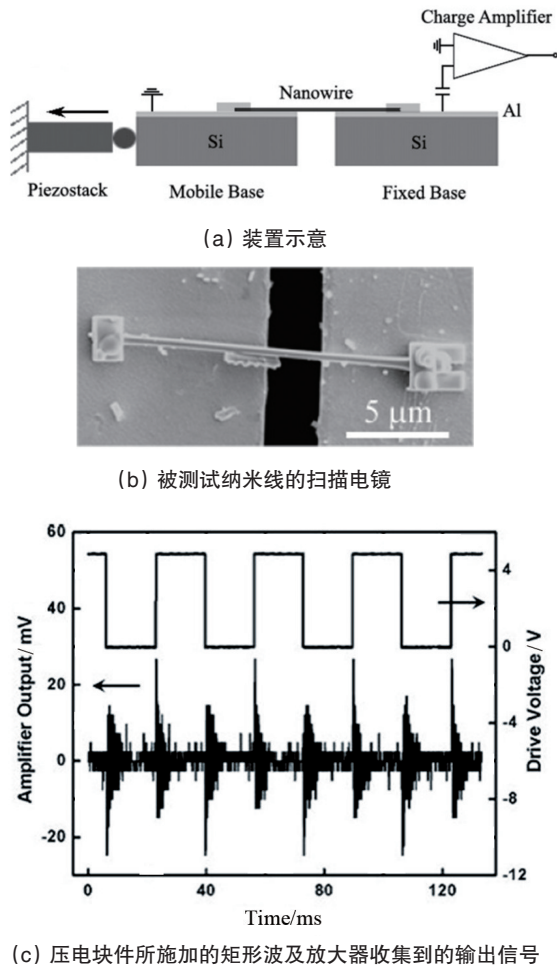 Charge Amplifier
Nanowire
Al
Si
Si
Piezostack
Mobile Base
Fixed Base
(a) 装置示意
5 μm
(b) 被测试纳米线的扫描电镜
60
40
20
0
-20
Amplifier Output/mV
4
0
-4
-8
-12
Drive Voltage/V
0
40
80
120
Time/ms
(c) 压电块件所施加的矩形波及放大器收集到的输出信号